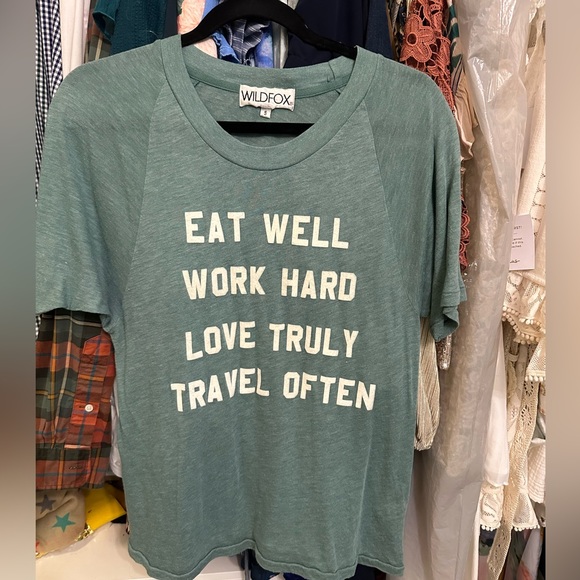 WILDFOX
EAT WELL
WORK HARD
LOVE TRULY
TRAVEL OFTEN